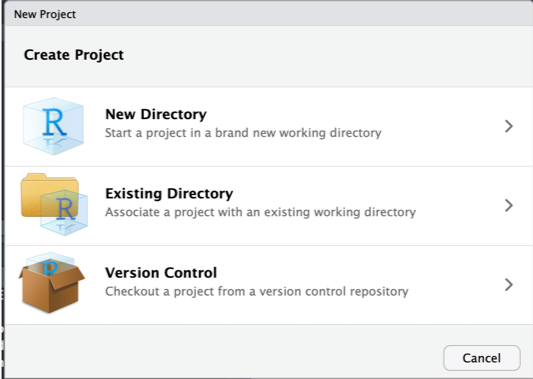 New Project
Create Project
R
New Directory
Start a project in a brand new working directory
R
Existing Directory
Associate a project with an existing working directory
R
Version Control
Checkout a project from a version control repository
Cancel